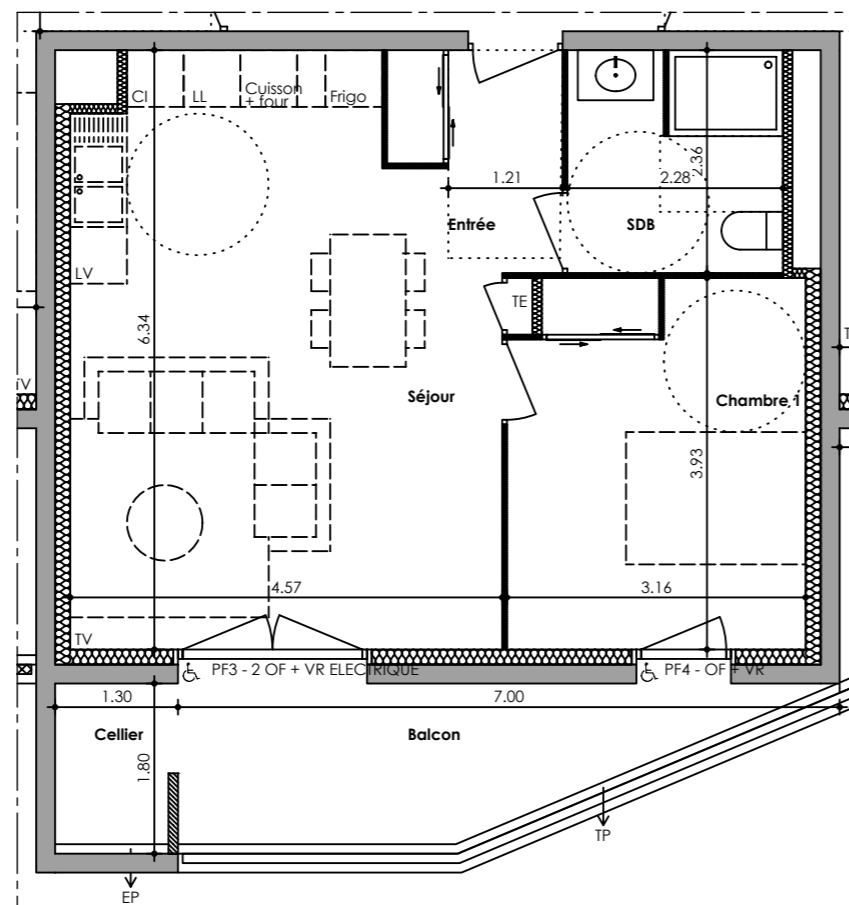 CI
LL
Cuisson
+ four
Frigo
2.36
1.21
2.28
Entrée
SDB
LV
TE
6.34
TV
Séjour
Chambre 1
3.93
4.57
3.16
TV
PF3 - 2 OF + VR ELECTRIQUE
PF4 - OF + VR
1.30
7.00
Cellier
Balcon
1.80
TP
EP